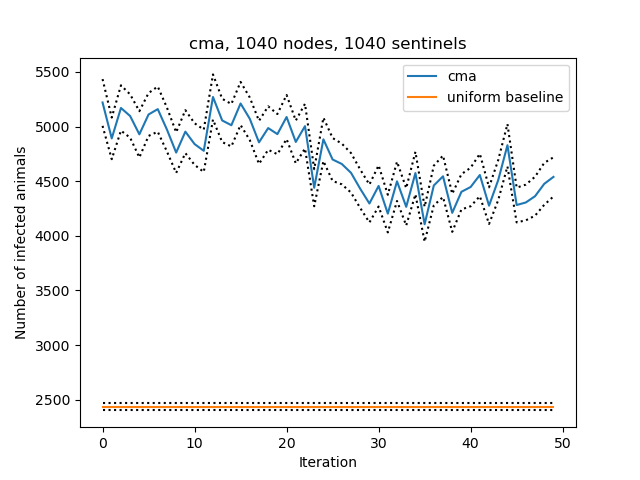 cma, 1040 nodes, 1040 sentinels
cma
uniform baseline
Number of infected animals
5500
5000
4500
4000
3500
3000
2500
0 10 20 30 40 50
Iteration